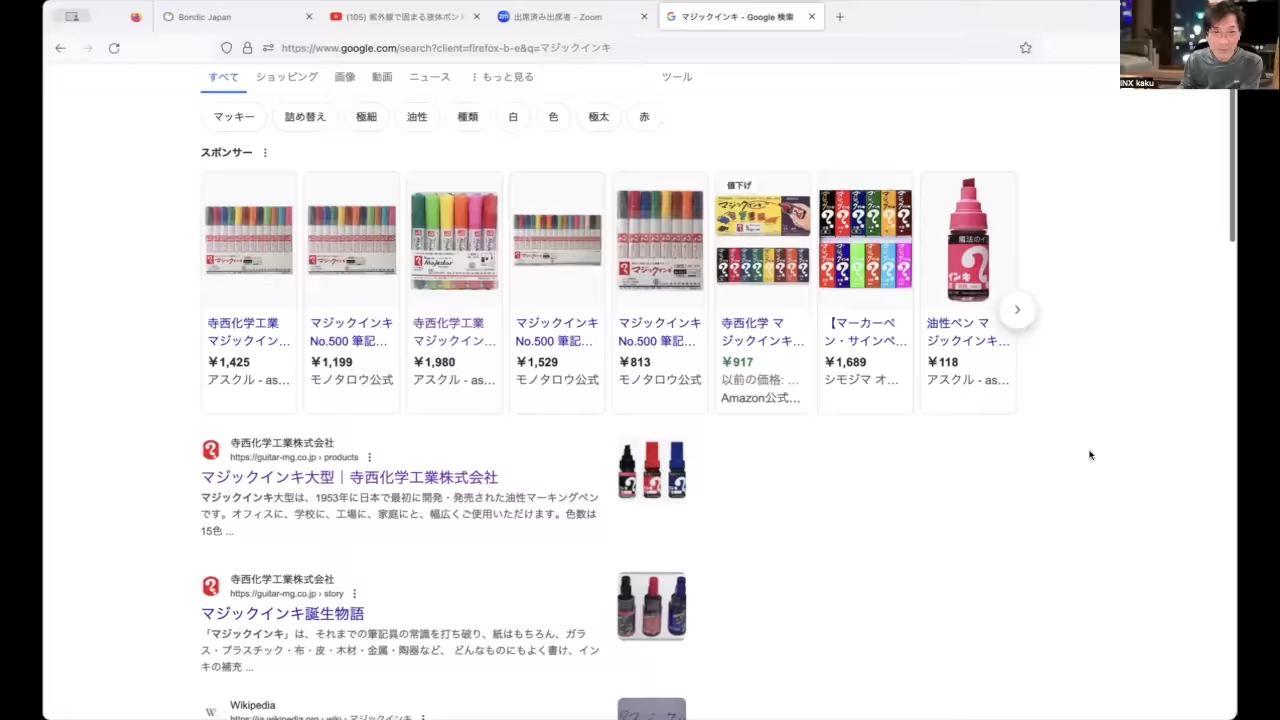 Bondic Japan
(105) 紫外線で固まる液体ボンド
出席済み出席者 - Zoom
マジックインキ - Google 検索
https://www.google.com/search?client=firefox-b-e&q=マジックインキ
INX kaku
すべて ショッピング 画像 動画 ニュース もっと見る ツール
マッキー 詰め替え 極細 油性 種類 白 色 極太 赤
スポンサー
値下げ
寺西化学工業 マジックイン...
¥1,425
アスクル - as...
マジックインキ No.500 筆記...
¥1,199
モノタロウ公式
寺西化学工業 マジックイン...
¥1,980
アスクル - as...
マジックインキ No.500 筆記...
¥1,529
モノタロウ公式
マジックインキ No.500 筆記...
¥813
モノタロウ公式
寺西化学 マジックインキ...
¥917
以前の価格: ...
Amazon公式...
【マーカーペン・サインペ...
¥1,689
シモジマ オ...
油性ペン マジックインキ...
¥118
アスクル - as...
寺西化学工業株式会社
https://guitar-mg.co.jp › products
マジックインキ大型｜寺西化学工業株式会社
マジックインキ大型は、1953年に日本で最初に開発・発売された油性マーキングペン
です。オフィスに、学校に、工場に、家庭にと、幅広くご使用いただけます。色数は
15色 ...
寺西化学工業株式会社
https://guitar-mg.co.jp › story
マジックインキ誕生物語
「マジックインキ」は、それまでの筆記具の常識を打ち破り、紙はもちろん、ガラ
ス・プラスチック・布・皮・木材・金属・陶器など、 どんなものにもよく書け、イン
キの補充 ...
Wikipedia
https://ja.wikipedia.org › wiki › マジックインキ